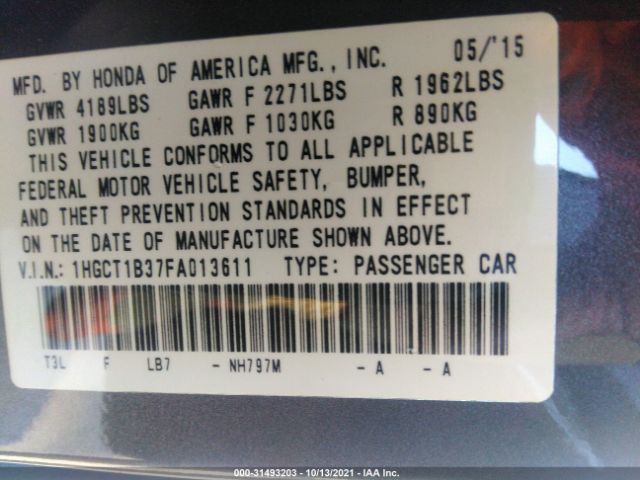 MFD. BY HONDA OF AMERICA MFG., INC. 05/'15
GVWR 4189LBS GAWR F 2271LBS R 1962LBS
GVWR 1900KG GAWR F 1030KG R 890KG
THIS VEHICLE CONFORMS TO ALL APPLICABLE
FEDERAL MOTOR VEHICLE SAFETY, BUMPER,
AND THEFT PREVENTION STANDARDS IN EFFECT
ON THE DATE OF MANUFACTURE SHOWN ABOVE.
V.I.N.: 1HGCT1B37FA013611 TYPE: PASSENGER CAR
T3L F LB7 - NH797M - A - A
000-31493203 - 10/13/2021 - IAA Inc.